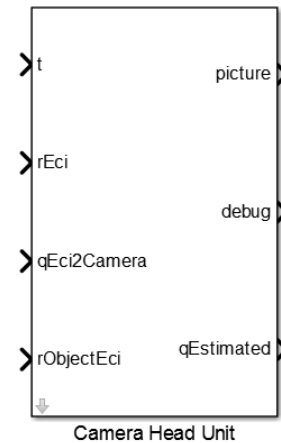 t
picture
rEci
debug
qEci2Camera
qEstimated
rObjectEci
Camera Head Unit